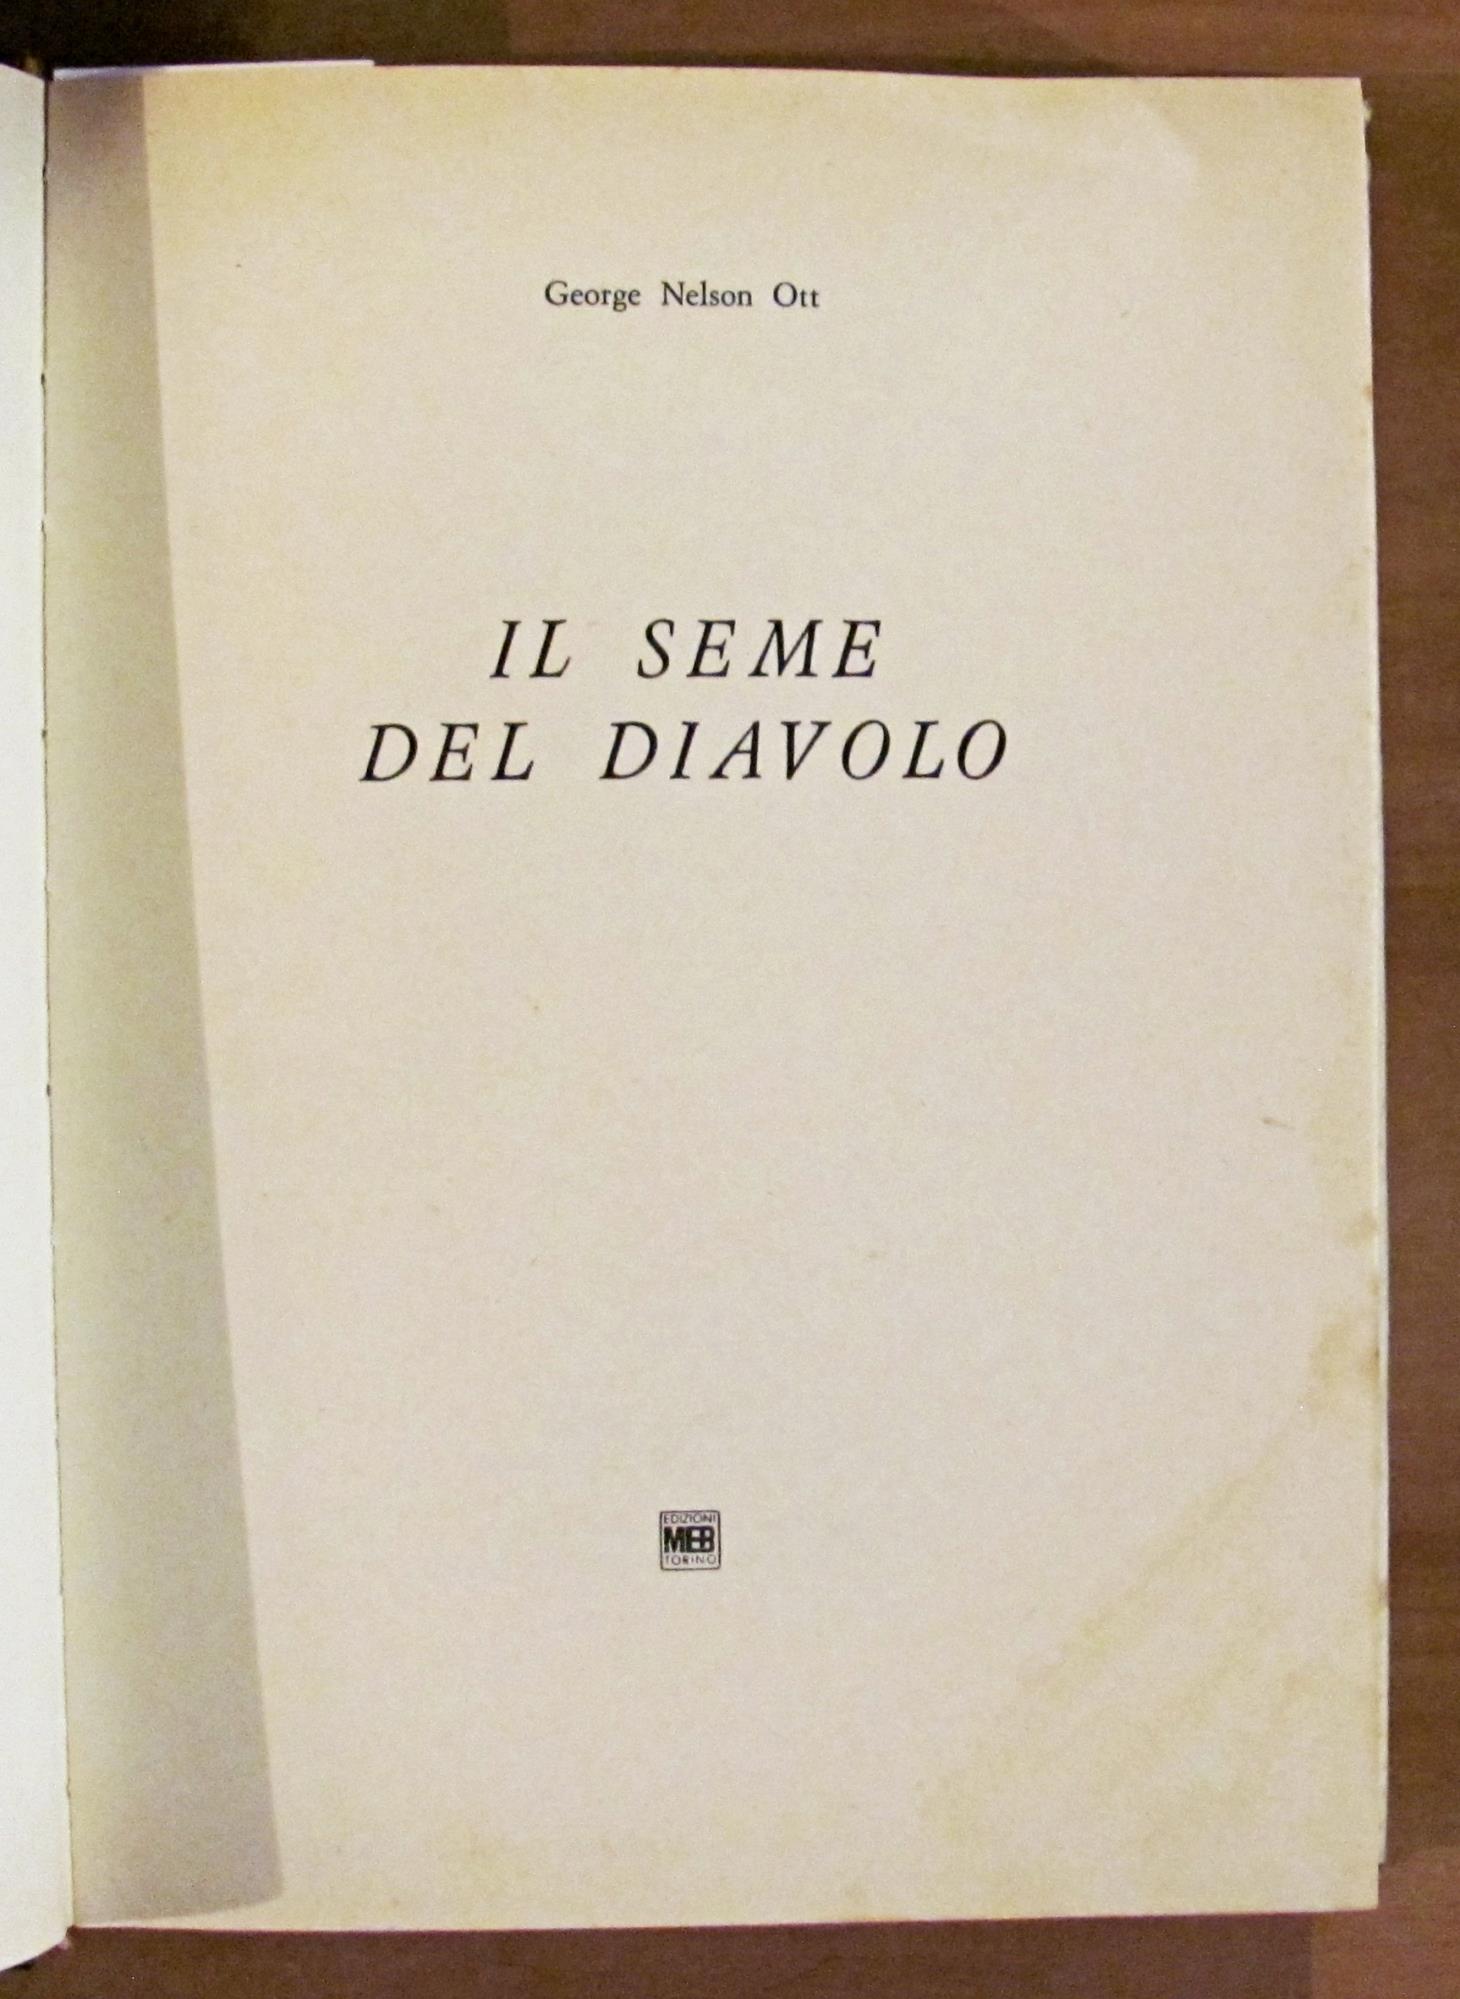 George Nelson Ott
IL SEME
DEL DIAVOLO
EDIZIONI
MEB
TORINO